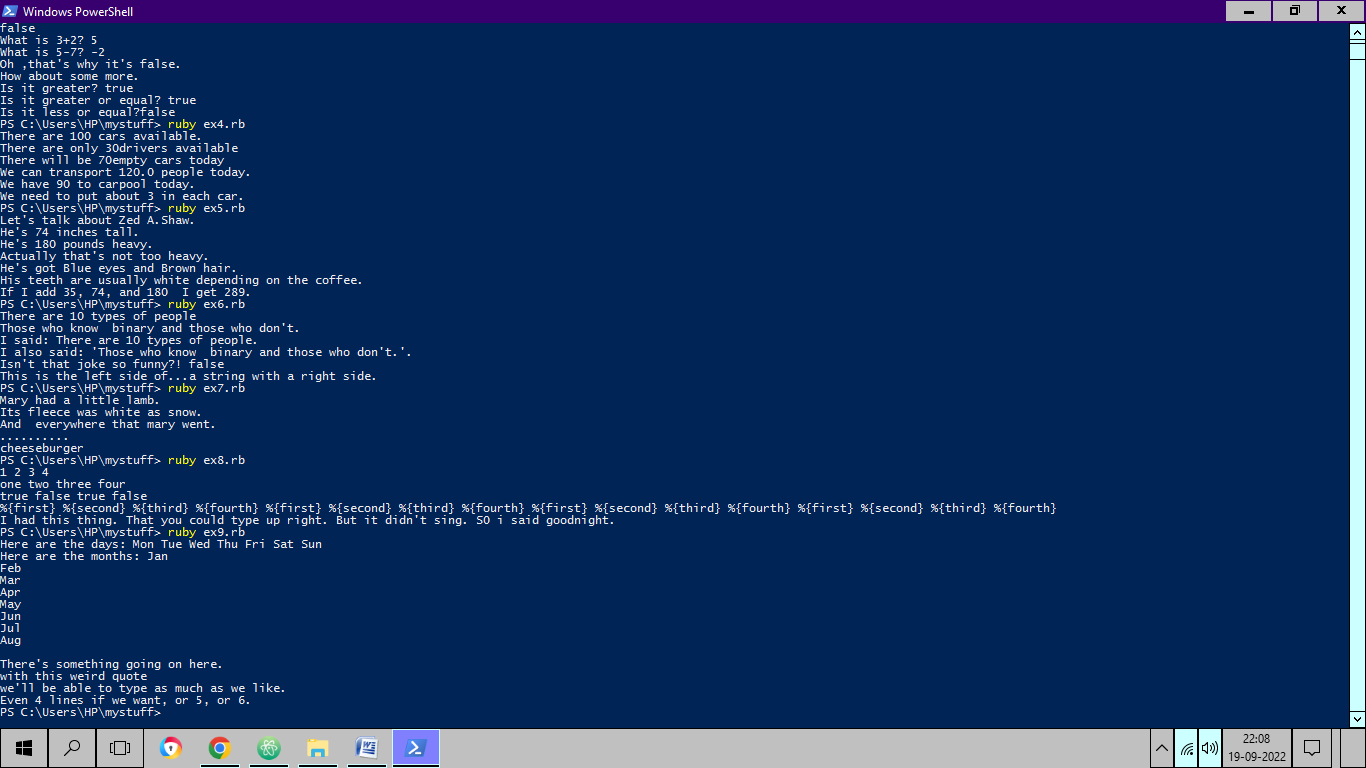 Windows PowerShell
false
What is 3+2? 5
What is 5-7? -2
Oh ,that's why it's false.
How about some more.
Is it greater? true
Is it greater or equal? true
Is it less or equal?false
PS C:\Users\HP\mystuff> ruby ex4.rb
There are 100 cars available.
There are only 30drivers available
There will be 70empty cars today
We can transport 120.0 people today.
We have 90 to carpool today.
We need to put about 3 in each car.
PS C:\Users\HP\mystuff> ruby ex5.rb
Let's talk about Zed A.Shaw.
He's 74 inches tall.
He's 180 pounds heavy.
Actually that's not too heavy.
He's got Blue eyes and Brown hair.
His teeth are usually white depending on the coffee.
If I add 35, 74, and 180  I get 289.
PS C:\Users\HP\mystuff> ruby ex6.rb
There are 10 types of people
Those who know  binary and those who don't.
I said: There are 10 types of people.
I also said: 'Those who know  binary and those who don't.'.
Isn't that joke so funny?! false
This is the left side of...a string with a right side.
PS C:\Users\HP\mystuff> ruby ex7.rb
Mary had a little lamb.
Its fleece was white as snow.
And  everywhere that mary went.
..........
cheeseburger
PS C:\Users\HP\mystuff> ruby ex8.rb
1 2 3 4
one two three four
true false true false
%{first} %{second} %{third} %{fourth} %{first} %{second} %{third} %{fourth} %{first} %{second} %{third} %{fourth} %{first} %{second} %{third} %{fourth}
I had this thing. That you could type up right. But it didn't sing. SO i said goodnight.
PS C:\Users\HP\mystuff> ruby ex9.rb
Here are the days: Mon Tue Wed Thu Fri Sat Sun
Here are the months: Jan
Feb
Mar
Apr
May
Jun
Jul
Aug
There's something going on here.
with this weird quote
we'll be able to type as much as we like.
Even 4 lines if we want, or 5, or 6.
PS C:\Users\HP\mystuff>
22:08
19-09-2022